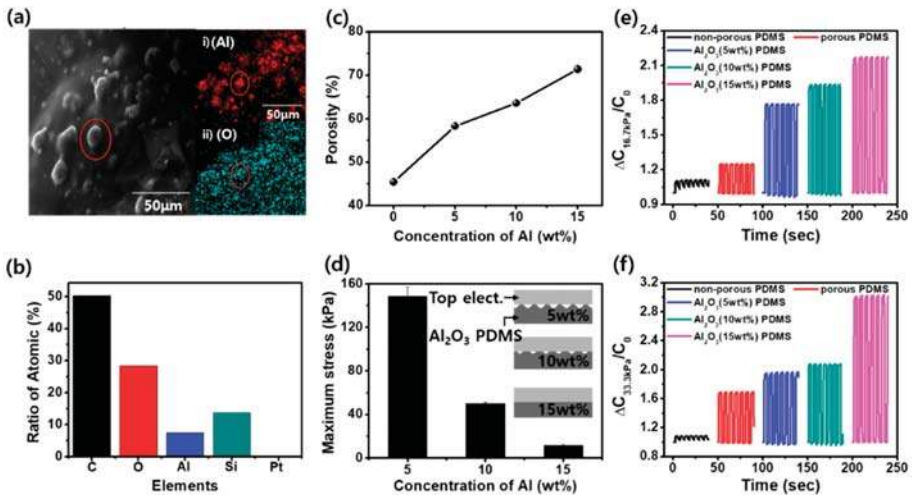 (a)
i) (Al)
50μm
ii) (O)
50μm
50μm
(b)
Ratio of Atomic (%)
50
40
30
20
10
0
C O Al Si Pt
Elements
(c)
Porosity (%)
80
70
60
50
40
0 5 10 15
Concentration of Al (wt%)
(d)
Maximum stress (kPa)
160
120
80
40
0
Top elect.
Al₂O₃ PDMS
5wt%
10wt%
15wt%
5 10 15
Concentration of Al (wt%)
(e)
ΔC16.7kPa/C0
2.4
2.1
1.8
1.5
1.2
0.9
non-porous PDMS porous PDMS
Al₂O₃(5wt%) PDMS
Al₂O₃(10wt%) PDMS
Al₂O₃(15wt%) PDMS
0 50 100 150 200 250
Time (sec)
(f)
ΔC33.3kPa/C0
3.0
2.4
1.8
1.2
0.6
non-porous PDMS porous PDMS
Al₂O₃(5wt%) PDMS
Al₂O₃(10wt%) PDMS
Al₂O₃(15wt%) PDMS
0 50 100 150 200 250
Time (sec)